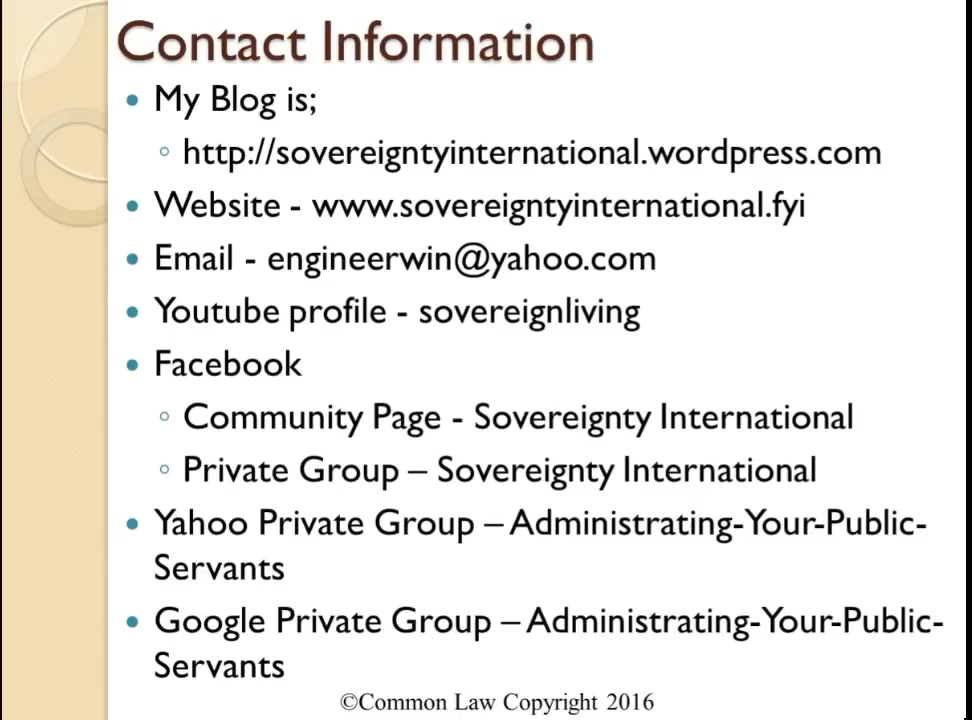 Contact Information
• My Blog is;
◦ http://sovereigntyinternational.wordpress.com
• Website - www.sovereigntyinternational.fyi
• Email - engineerwin@yahoo.com
• Youtube profile - sovereignliving
• Facebook
◦ Community Page - Sovereignty International
◦ Private Group – Sovereignty International
• Yahoo Private Group – Administrating-Your-Public-
Servants
• Google Private Group – Administrating-Your-Public-
Servants
©Common Law Copyright 2016